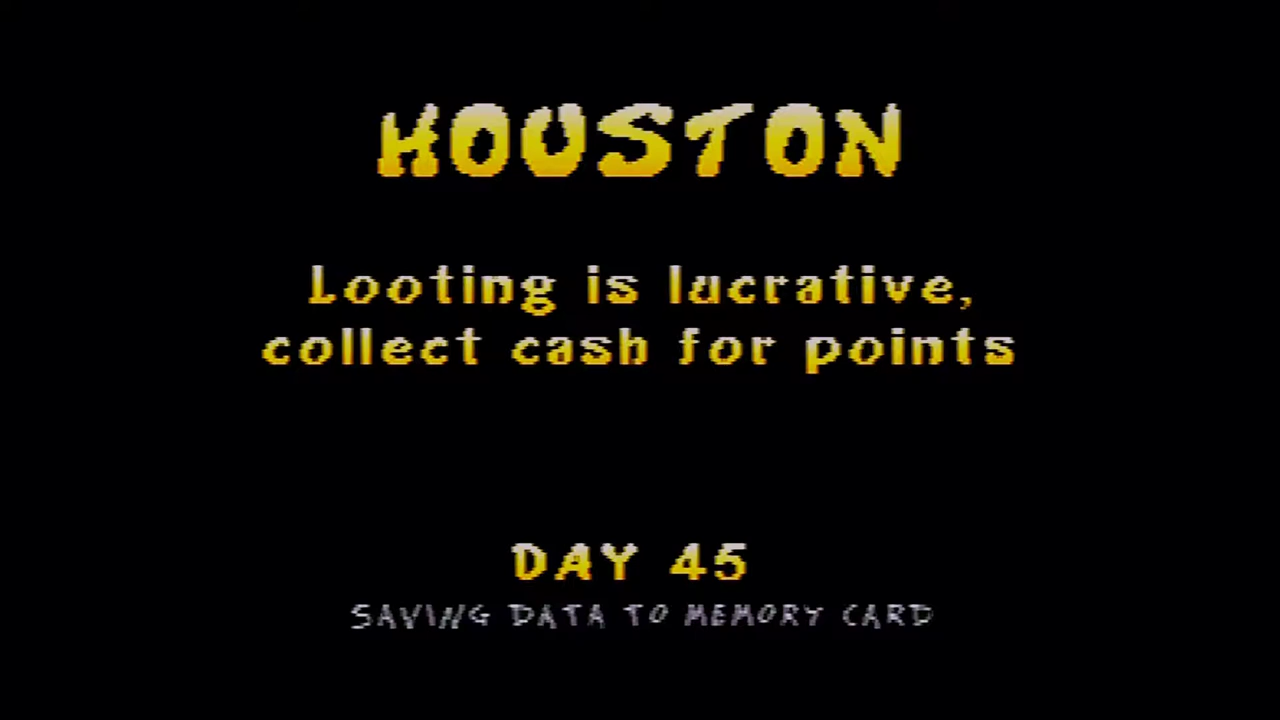 HOUSTON
Looting is lucrative,
collect cash for points
DAY 45
SAVING DATA TO MEMORY CARD